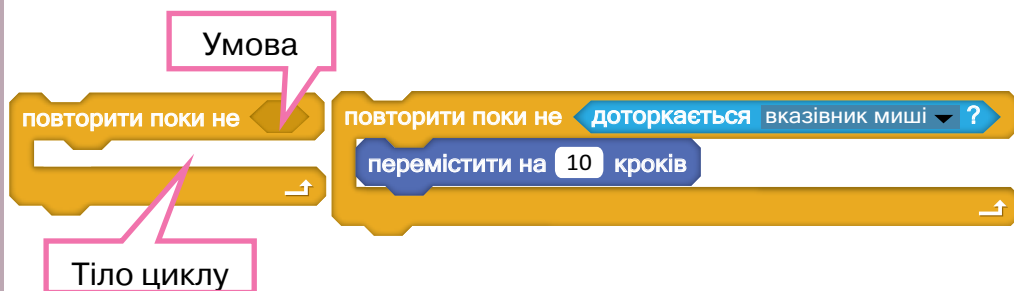 Умова
повторити поки не
повторити поки не доторкається вказівник миші ?
перемістити на 10 кроків
Тіло циклу